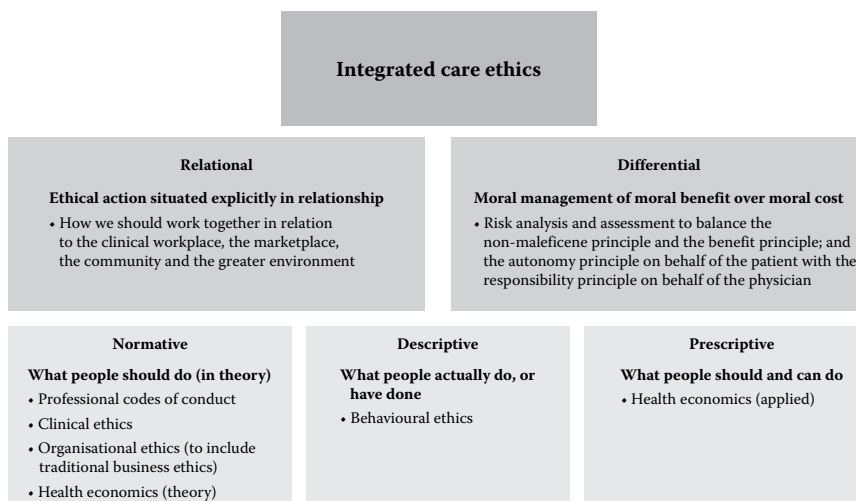 Integrated care ethics
Relational
Ethical action situated explicitly in relationship
• How we should work together in relation
to the clinical workplace, the marketplace,
the community and the greater environment
Differential
Moral management of moral benefit over moral cost
• Risk analysis and assessment to balance the
non-maleficene principle and the benefit principle; and
the autonomy principle on behalf of the patient with the
responsibility principle on behalf of the physician
Normative
What people should do (in theory)
• Professional codes of conduct
• Clinical ethics
• Organisational ethics (to include
traditional business ethics)
• Health economics (theory)
Descriptive
What people actually do, or
have done
• Behavioural ethics
Prescriptive
What people should and can do
• Health economics (applied)